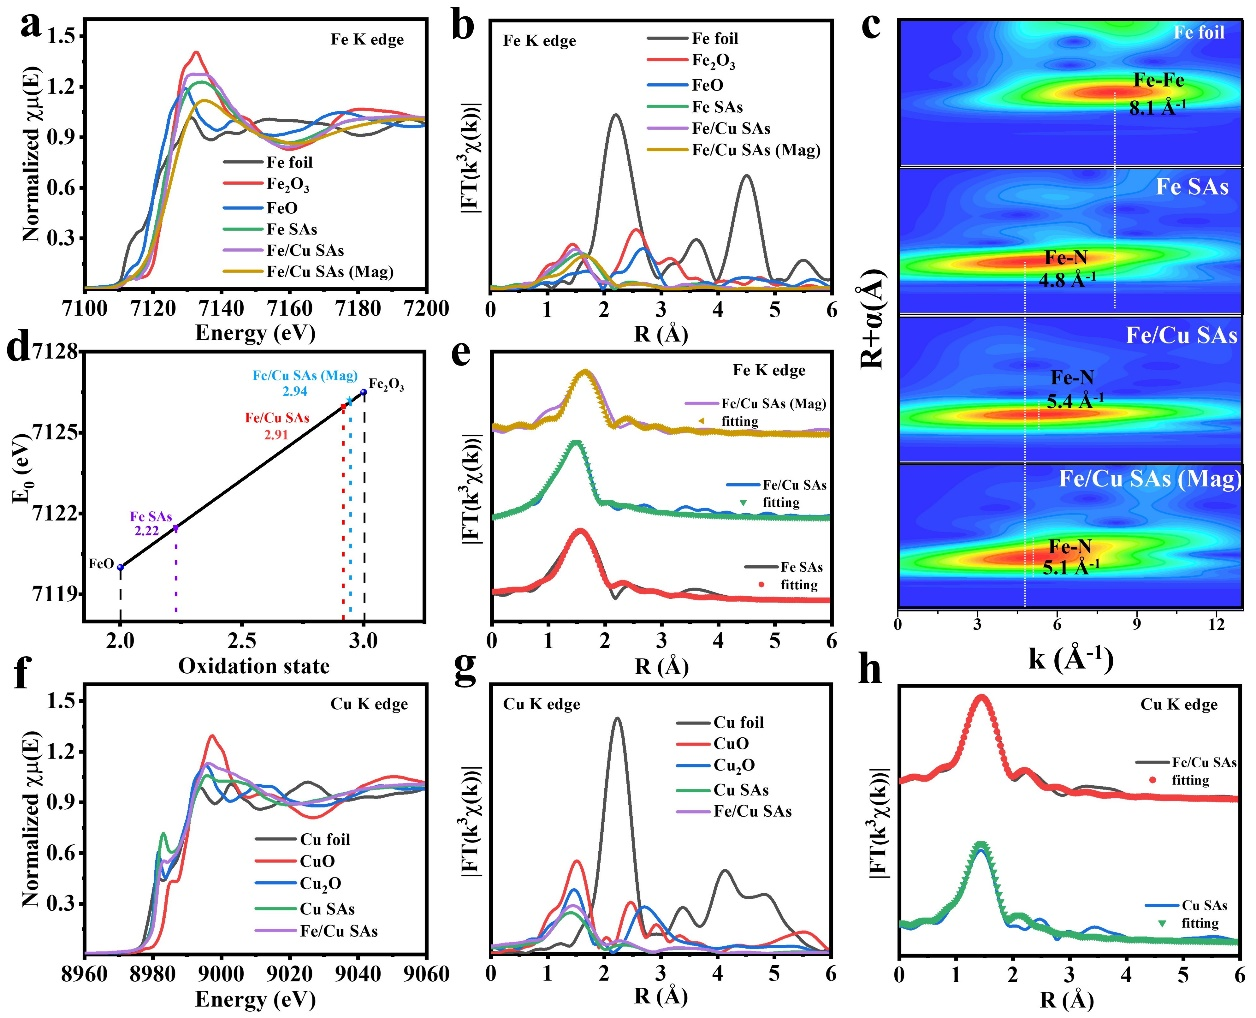 a
1.5
1.2
0.9
0.6
0.3
Normalized χμ(E)
Fe K edge
Fe foil
Fe₂O₃
FeO
Fe SAs
Fe/Cu SAs
Fe/Cu SAs (Mag)
7100 7120 7140 7160 7180 7200
Energy (eV)
b
|FT(k³χ(k))|
Fe K edge
Fe foil
Fe₂O₃
FeO
Fe SAs
Fe/Cu SAs
Fe/Cu SAs (Mag)
0 1 2 3 4 5 6
R (Å)
c
R+α(Å)
Fe foil
Fe-Fe
8.1 Å⁻¹
Fe SAs
Fe-N
4.8 Å⁻¹
Fe/Cu SAs
Fe-N
5.4 Å⁻¹
Fe/Cu SAs (Mag)
Fe-N
5.1 Å⁻¹
0 3 6 9 12
k (Å⁻¹)
d
7128
7125
7122
7119
E₀ (eV)
Fe/Cu SAs (Mag)
2.94
Fe₂O₃
Fe/Cu SAs
2.91
Fe SAs
2.22
FeO
2.0 2.5 3.0
Oxidation state
e
|FT(k³χ(k))|
Fe K edge
Fe/Cu SAs (Mag)
fitting
Fe/Cu SAs
fitting
Fe SAs
fitting
0 1 2 3 4 5 6
R (Å)
f
1.5
1.2
0.9
0.6
0.3
Normalized χμ(E)
Cu K edge
Cu foil
CuO
Cu₂O
Cu SAs
Fe/Cu SAs
8960 8980 9000 9020 9040 9060
Energy (eV)
g
|FT(k³χ(k))|
Cu K edge
Cu foil
CuO
Cu₂O
Cu SAs
Fe/Cu SAs
0 1 2 3 4 5 6
R (Å)
h
|FT(k³χ(k))|
Cu K edge
Fe/Cu SAs
fitting
Cu SAs
fitting
0 1 2 3 4 5 6
R (Å)